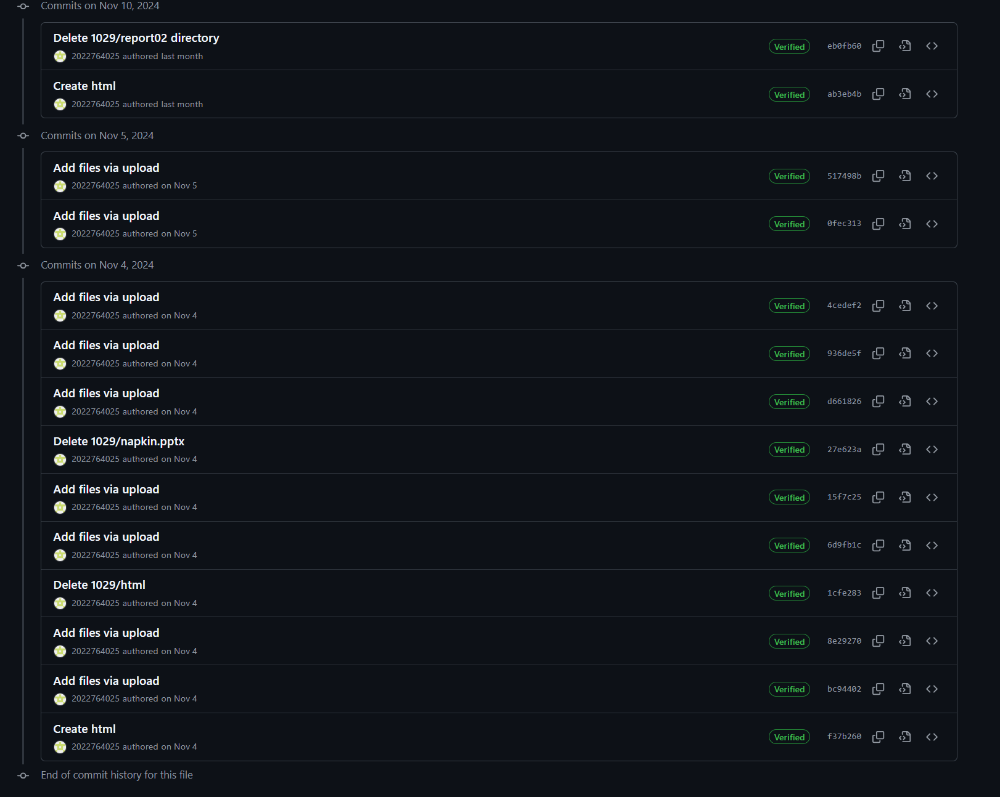 Commits on Nov 10, 2024
Delete 1029/report02 directory
2022764025 authored last month
Verified
eb0fb60
Create html
2022764025 authored last month
Verified
ab3eb4b
Commits on Nov 5, 2024
Add files via upload
2022764025 authored on Nov 5
Verified
517498b
Add files via upload
2022764025 authored on Nov 5
Verified
0fec313
Commits on Nov 4, 2024
Add files via upload
2022764025 authored on Nov 4
Verified
4cedef2
Add files via upload
2022764025 authored on Nov 4
Verified
936de5f
Add files via upload
2022764025 authored on Nov 4
Verified
d661826
Delete 1029/napkin.pptx
2022764025 authored on Nov 4
Verified
27e623a
Add files via upload
2022764025 authored on Nov 4
Verified
15f7c25
Add files via upload
2022764025 authored on Nov 4
Verified
6d9fb1c
Delete 1029/html
2022764025 authored on Nov 4
Verified
1cfe283
Add files via upload
2022764025 authored on Nov 4
Verified
8e29270
Add files via upload
2022764025 authored on Nov 4
Verified
bc94402
Create html
2022764025 authored on Nov 4
Verified
f37b260
End of commit history for this file